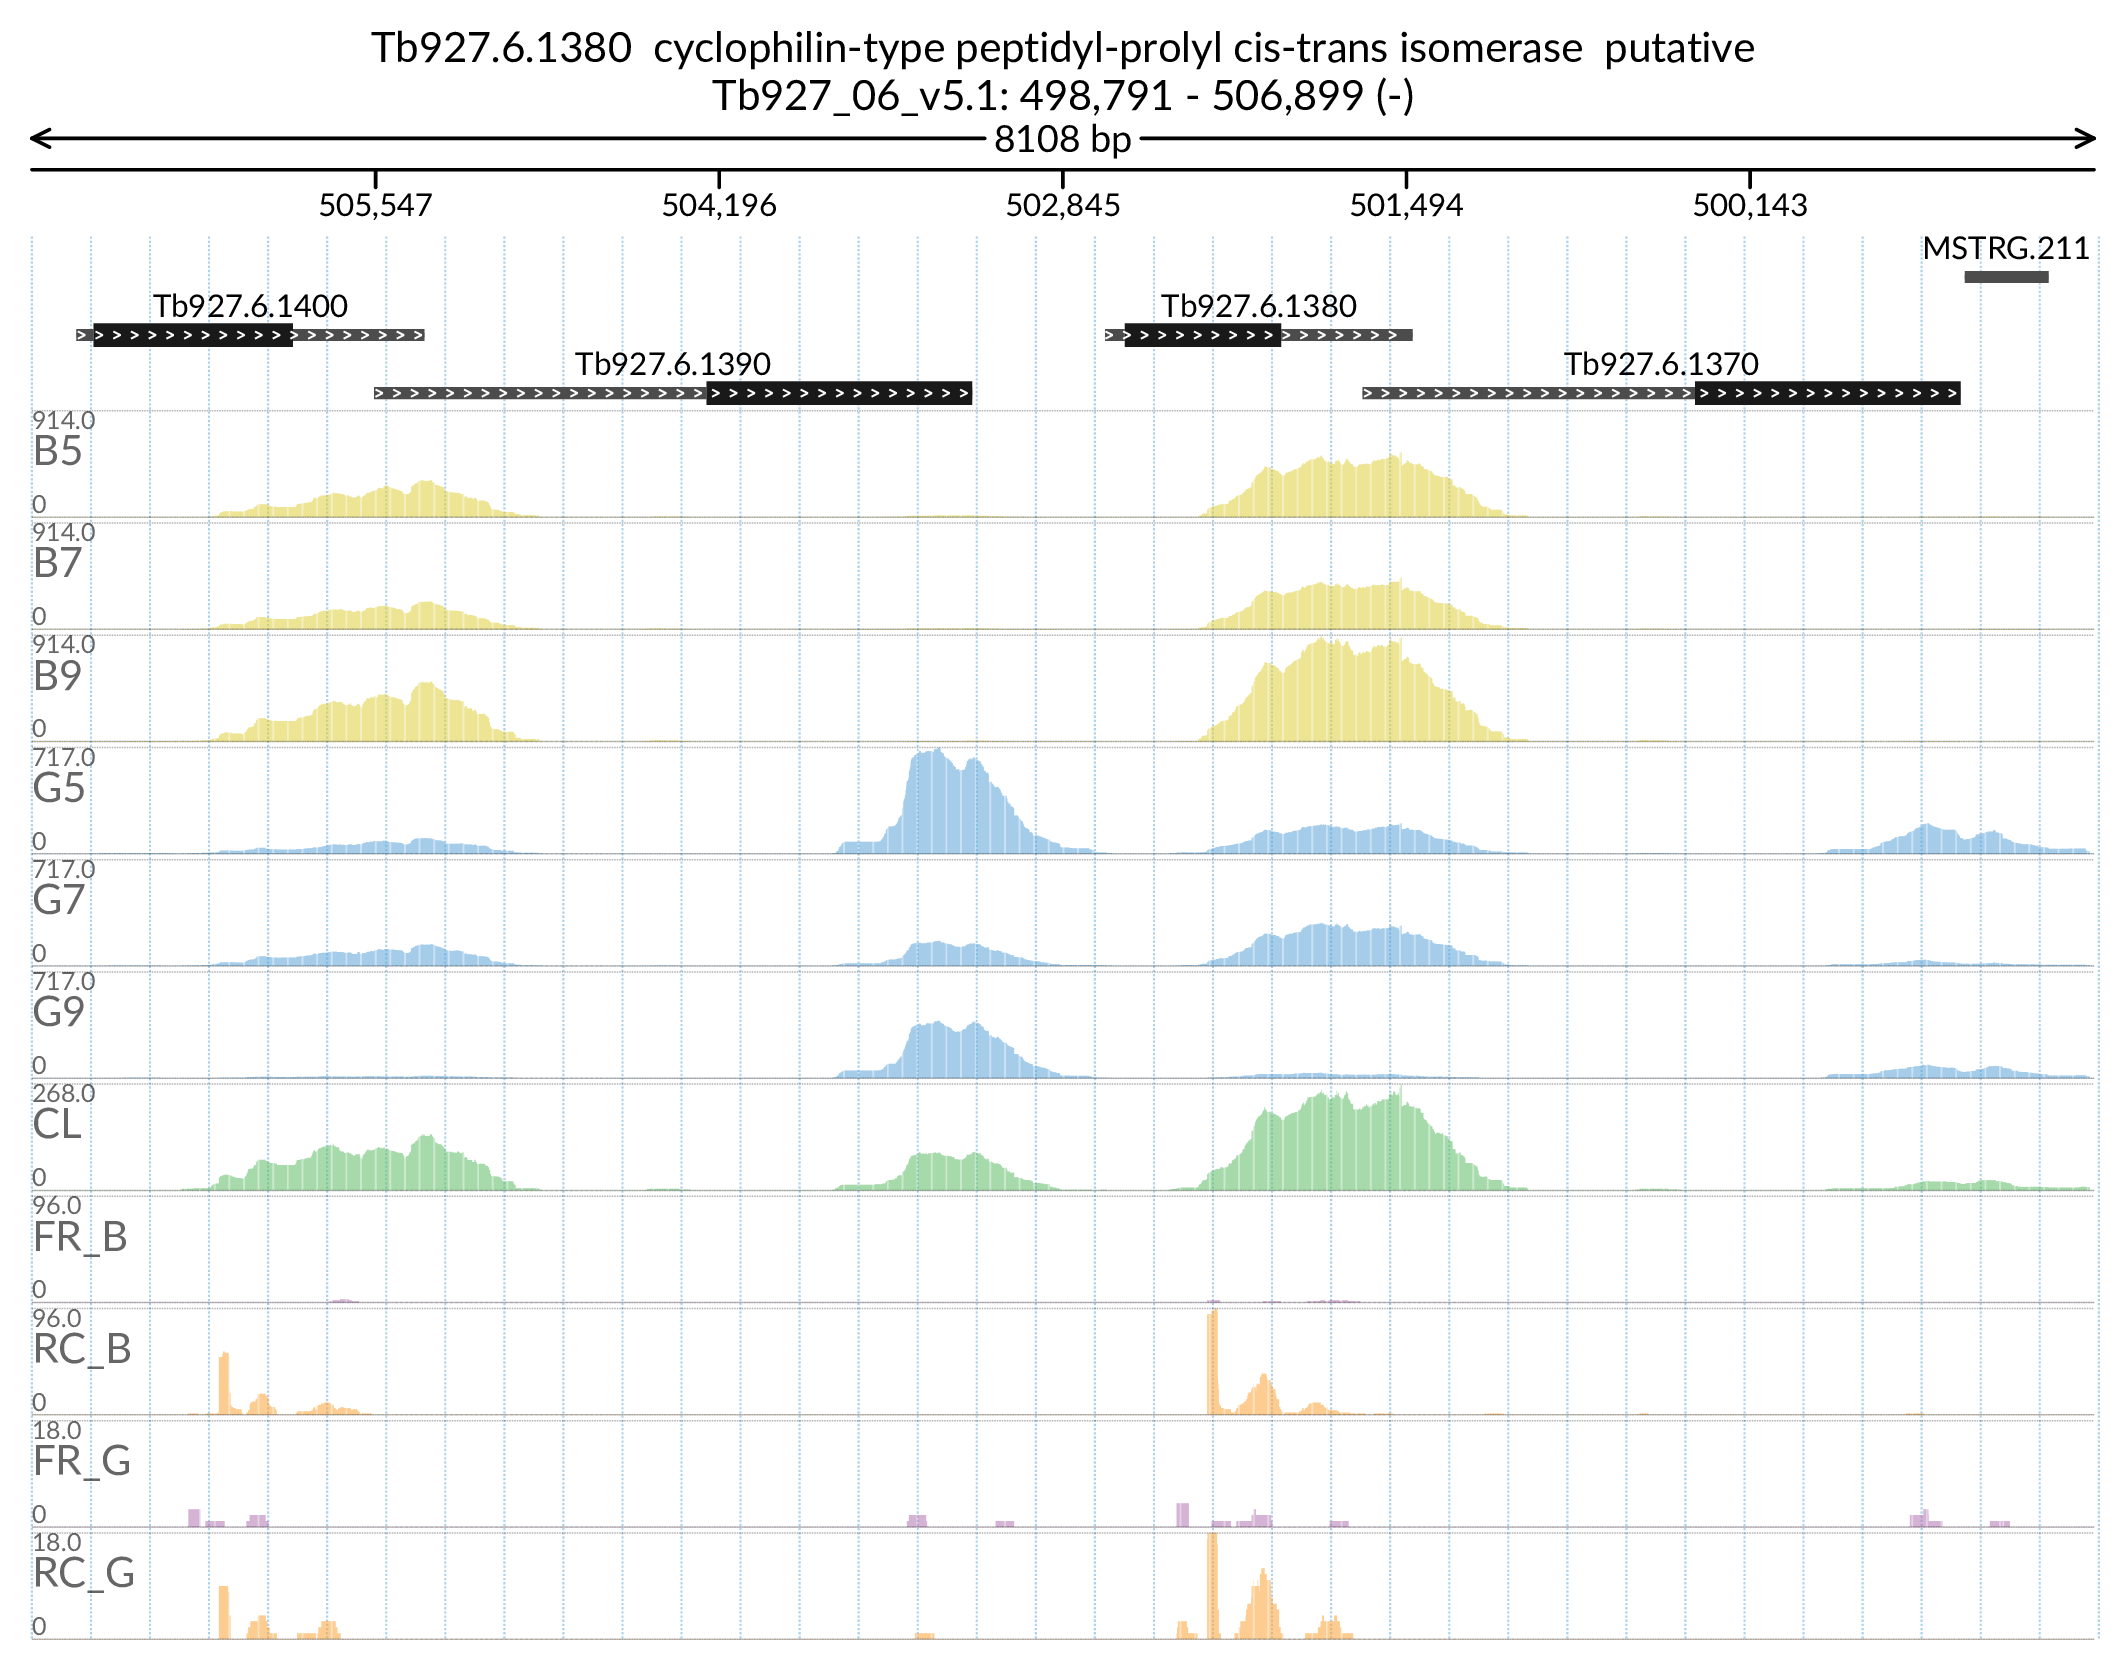 Tb927.6.1380  cyclophilin-type peptidyl-prolyl cis-trans isomerase  putative
Tb927_06_v5.1: 498,791 - 506,899 (-)
8108 bp
505,547 504,196 502,845 501,494 500,143
MSTRG.211
Tb927.6.1400 Tb927.6.1380
Tb927.6.1390 Tb927.6.1370
914.0
B5
0
914.0
B7
0
914.0
B9
0
717.0
G5
0
717.0
G7
0
717.0
G9
0
268.0
CL
0
96.0
FR_B
0
96.0
RC_B
0
18.0
FR_G
0
18.0
RC_G
0